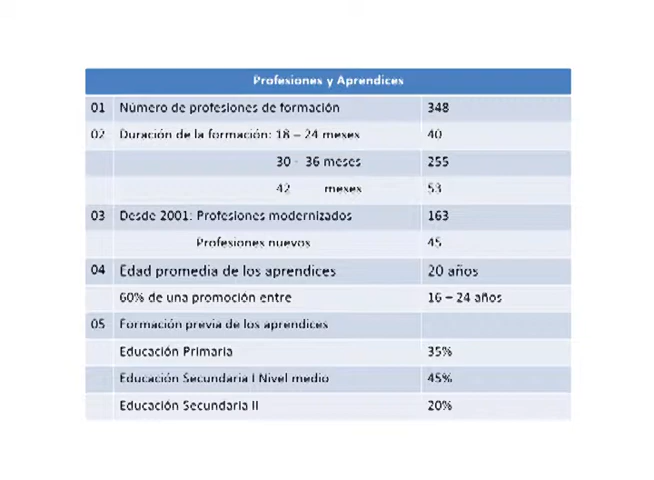 Profesiones y Aprendices
01 Número de profesiones de formación 348
02 Duración de la formación: 18 – 24 meses 40
30 - 36 meses 255
42 meses 53
03 Desde 2001: Profesiones modernizados 163
Profesiones nuevos 45
04 Edad promedia de los aprendices 20 años
60% de una promoción entre 16 – 24 años
05 Formación previa de los aprendices
Educación Primaria 35%
Educación Secundaria I Nivel medio 45%
Educación Secundaria II 20%